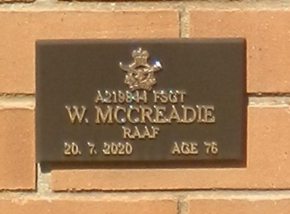 A219844 FSGT
W. MCCREADIE
RAAF
20. 7. 2020 AGE 76